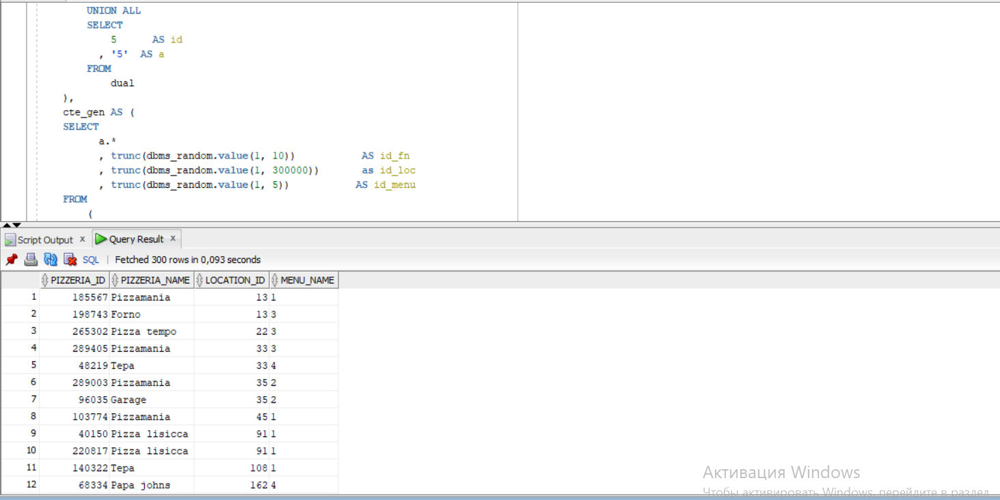 UNION ALL
SELECT
5 AS id
, '5' AS a
FROM
dual
),
cte_gen AS (
SELECT
a.*
, trunc(dbms_random.value(1, 10)) AS id_fn
, trunc(dbms_random.value(1, 300000)) as id_loc
, trunc(dbms_random.value(1, 5)) AS id_menu
FROM
(
Script Output x Query Result x
SQL | Fetched 300 rows in 0,093 seconds
PIZZERIA_ID PIZZERIA_NAME LOCATION_ID MENU_NAME
1 185567 Pizzamania 13 1
2 198743 Forno 13 3
3 265302 Pizza tempo 22 3
4 289405 Pizzamania 33 3
5 48219 Tepa 33 4
6 289003 Pizzamania 35 2
7 96035 Garage 35 2
8 103774 Pizzamania 45 1
9 40150 Pizza lisicca 91 1
10 220817 Pizza lisicca 91 1
11 140322 Tepa 108 1
12 68334 Papa johns 162 4
Активация Windows
Чтобы активировать Windows, перейдите в раздел